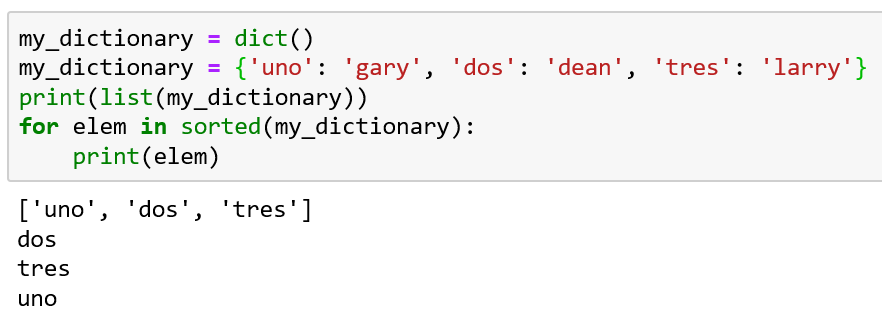 my_dictionary = dict()
my_dictionary = {'uno': 'gary', 'dos': 'dean', 'tres': 'larry'}
print(list(my_dictionary))
for elem in sorted(my_dictionary):
    print(elem)
['uno', 'dos', 'tres']
dos
tres
uno